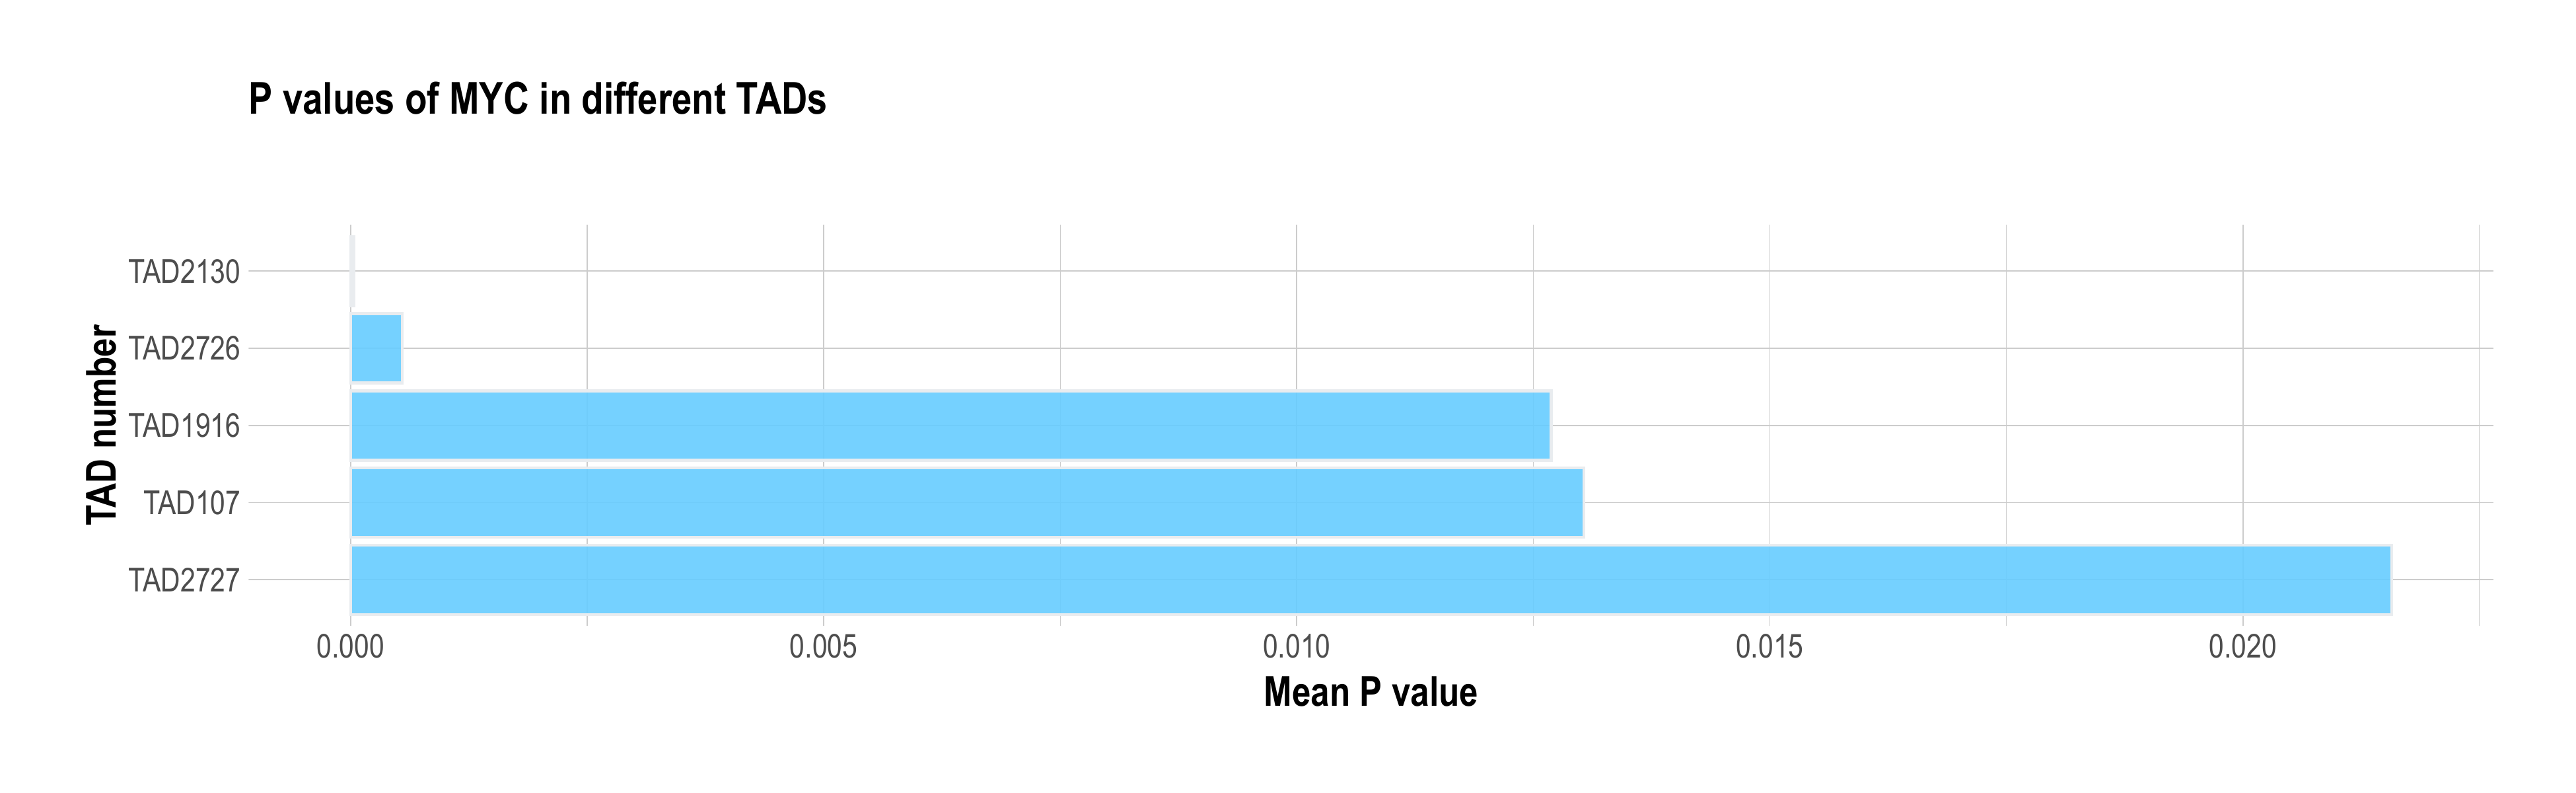 P values of MYC in different TADs
TAD number
TAD2130
TAD2726
TAD1916
TAD107
TAD2727
0.000 0.005 0.010 0.015 0.020
Mean P value